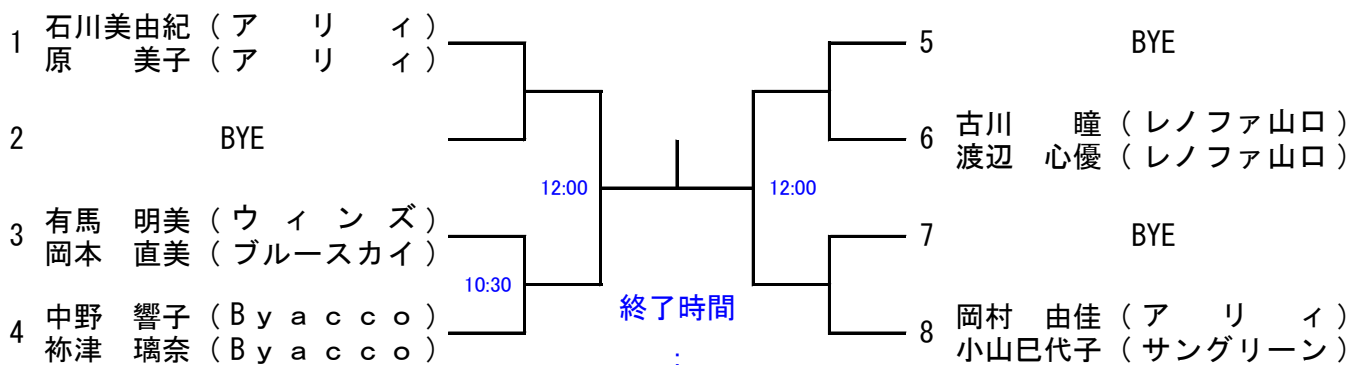 1 石川美由紀 ( ア リ ィ )
原 美子 ( ア リ ィ )
2 BYE
3 有馬 明美 ( ウ ィ ン ズ )
岡本 直美 ( ブルースカイ )
4 中野 響子 ( B y a c c o )
祢津 璃奈 ( B y a c c o )
10:30
12:00
12:00
終了時間
:
5 BYE
6 古川 瞳 ( レノファ山口 )
渡辺 心優 ( レノファ山口 )
7 BYE
8 岡村 由佳 ( ア リ ィ )
小山巳代子 ( サングリーン )